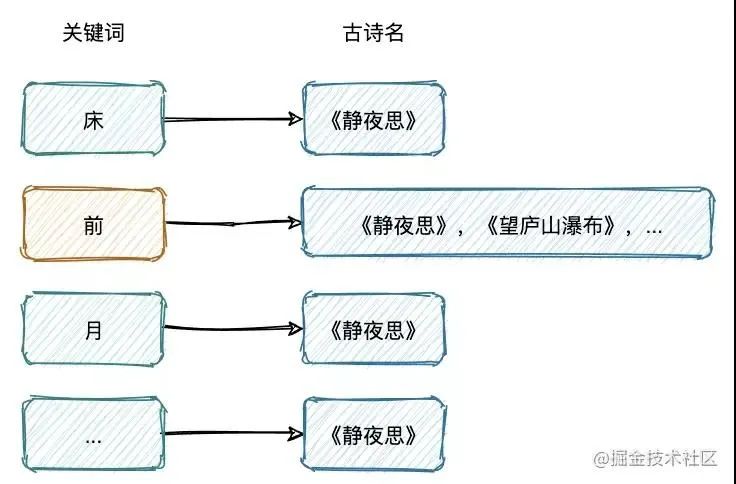 关键词 古诗名
床 《静夜思》
前 《静夜思》，《望庐山瀑布》，...
月 《静夜思》
... 《静夜思》
@掘金技术社区